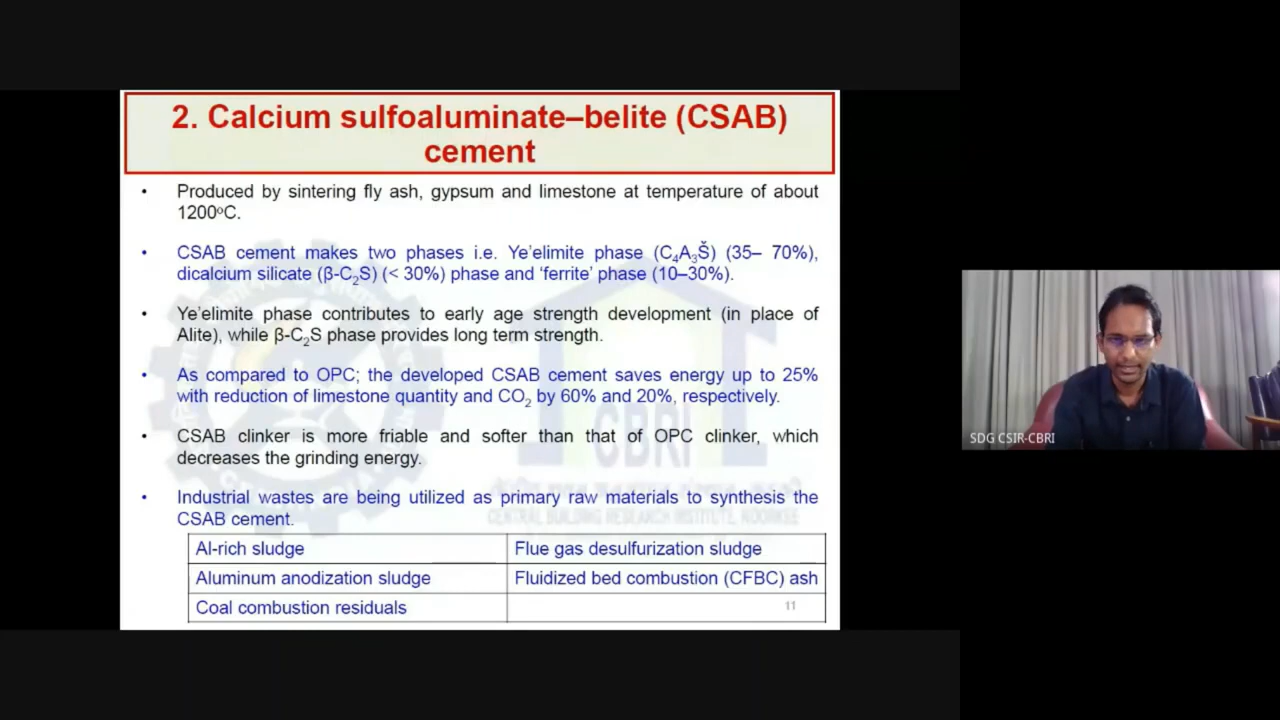 2. Calcium sulfoaluminate–belite (CSAB)
cement
• Produced by sintering fly ash, gypsum and limestone at temperature of about
1200ºC.
• CSAB cement makes two phases i.e. Ye’elimite phase (C₄A₃Š) (35– 70%),
dicalcium silicate (β-C₂S) (< 30%) phase and ‘ferrite’ phase (10–30%).
• Ye’elimite phase contributes to early age strength development (in place of
Alite), while β-C₂S phase provides long term strength.
• As compared to OPC; the developed CSAB cement saves energy up to 25%
with reduction of limestone quantity and CO₂ by 60% and 20%, respectively.
• CSAB clinker is more friable and softer than that of OPC clinker, which
decreases the grinding energy.
• Industrial wastes are being utilized as primary raw materials to synthesis the
CSAB cement.
Al-rich sludge
Flue gas desulfurization sludge
Aluminum anodization sludge
Fluidized bed combustion (CFBC) ash
Coal combustion residuals
11
CBRI
CENTRAL BUILDING RESEARCH INSTITUTE, ROORKEE
SDG CSIR-CBRI